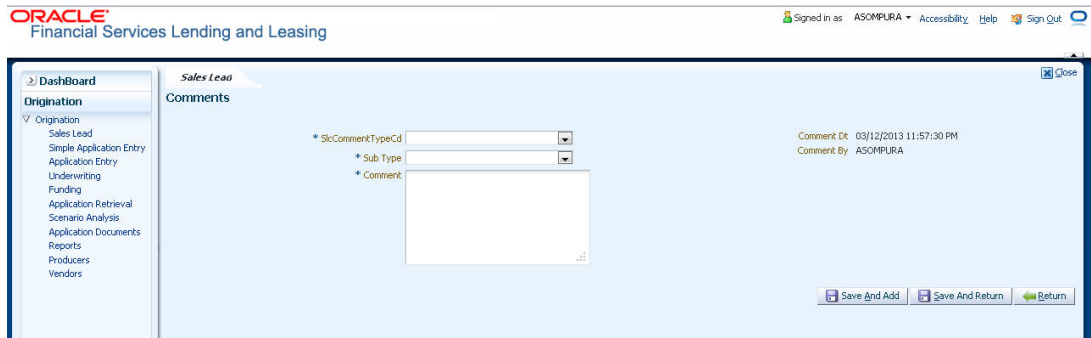 ORACLE
Financial Services Lending and Leasing
Signed in as ASOMPURA Accessibility Help Sign Out
DashBoard
Origination
Origination
Sales Lead
Simple Application Entry
Application Entry
Underwriting
Funding
Application Retrieval
Scenario Analysis
Application Documents
Reports
Producers
Vendors
Sales Lead
Close
Comments
* SlcCommentTypeCd
* Sub Type
* Comment
Comment Dt 03/12/2013 11:57:30 PM
Comment By ASOMPURA
Save And Add Save And Return Return